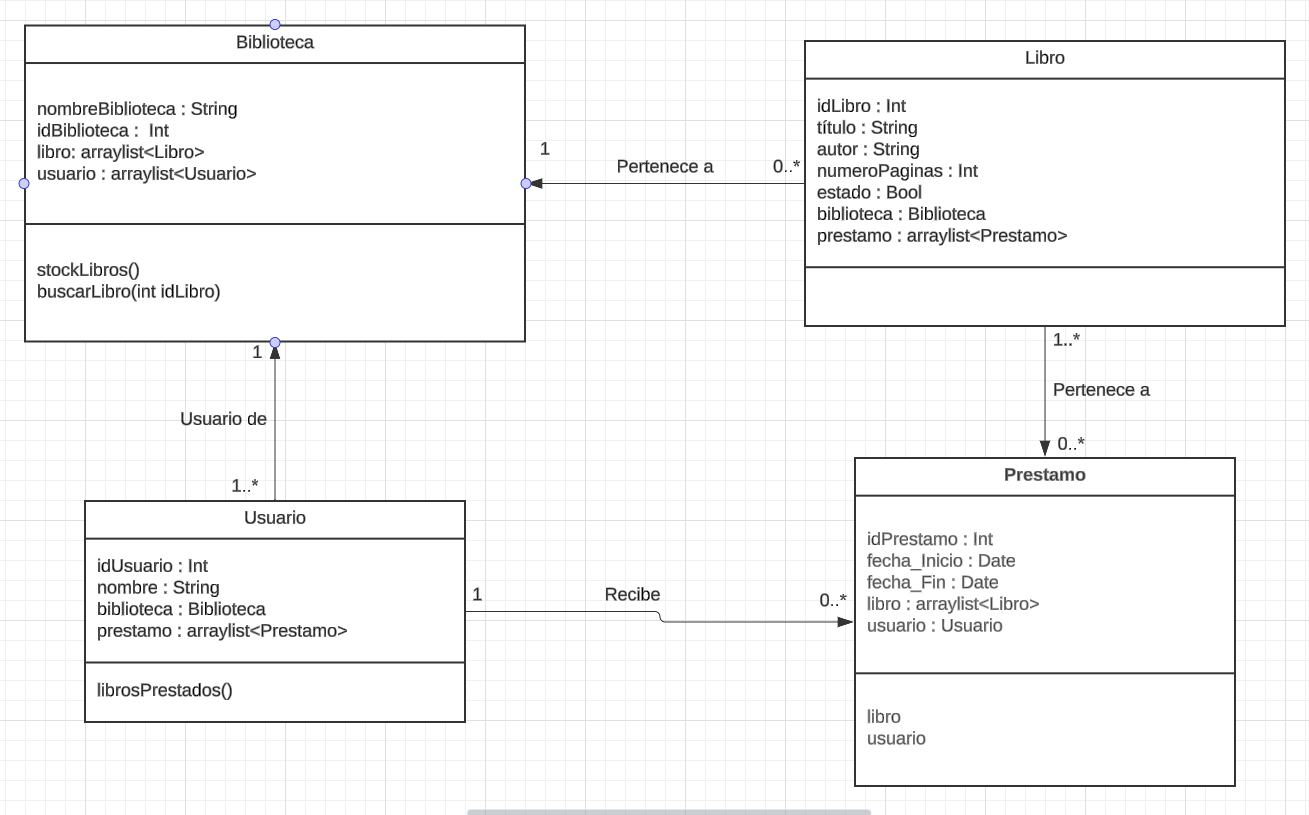 Biblioteca
nombreBiblioteca : String
idBiblioteca :  Int
libro: arraylist<Libro>
usuario : arraylist<Usuario>
stockLibros()
buscarLibro(int idLibro)
1
Pertenece a
0..*
Libro
idLibro : Int
título : String
autor : String
numeroPaginas : Int
estado : Bool
biblioteca : Biblioteca
prestamo : arraylist<Prestamo>
1
Usuario de
1..*
1..*
Pertenece a
0..*
Usuario
idUsuario : Int
nombre : String
biblioteca : Biblioteca
prestamo : arraylist<Prestamo>
librosPrestados()
1
Recibe
0..*
Prestamo
idPrestamo : Int
fecha_Inicio : Date
fecha_Fin : Date
libro : arraylist<Libro>
usuario : Usuario
libro
usuario